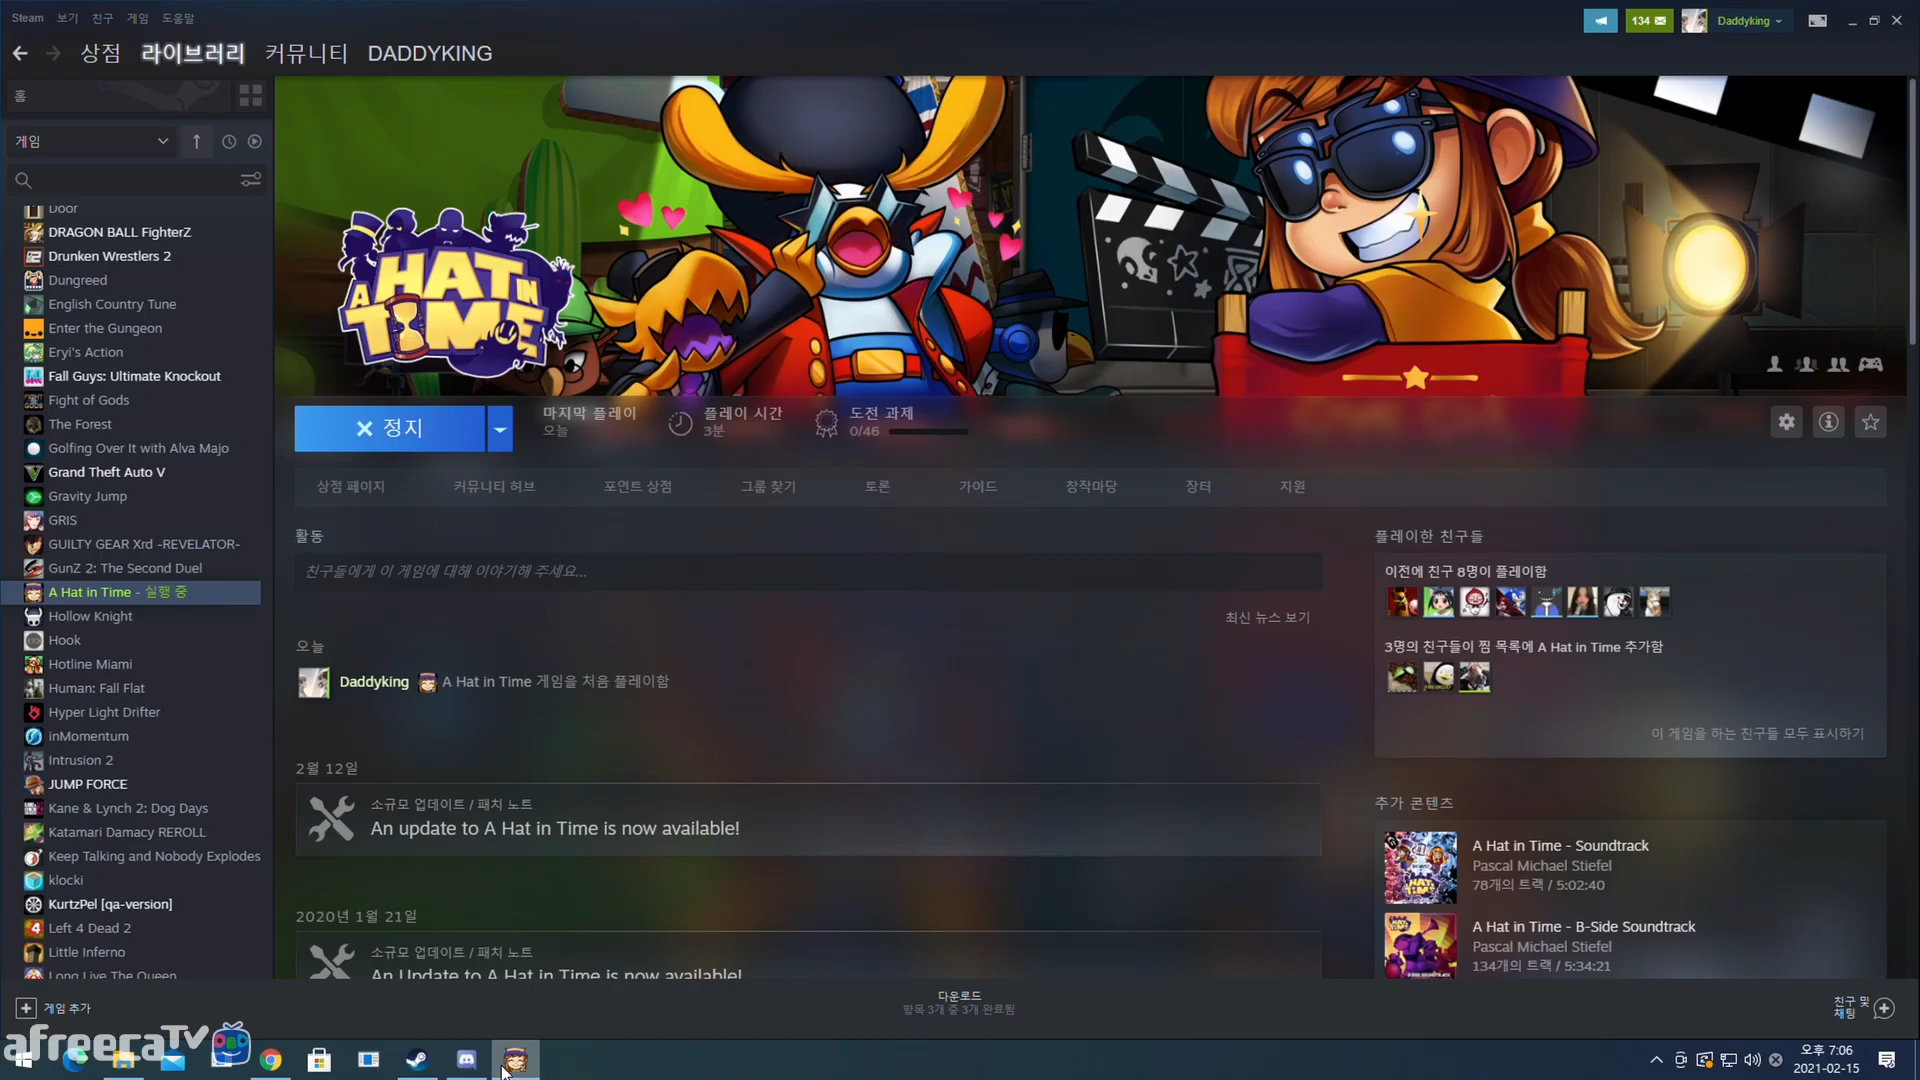 Steam 보기 친구 게임 도움말
134
Daddyking
상점 라이브러리 커뮤니티 DADDYKING
홈
게임
Door
DRAGON BALL FighterZ
Drunken Wrestlers 2
Dungreed
English Country Tune
Enter the Gungeon
Eryi's Action
Fall Guys: Ultimate Knockout
Fight of Gods
The Forest
Golfing Over It with Alva Majo
Grand Theft Auto V
Gravity Jump
GRIS
GUILTY GEAR Xrd -REVELATOR-
GunZ 2: The Second Duel
A Hat in Time - 실행 중
Hollow Knight
Hook
Hotline Miami
Human: Fall Flat
Hyper Light Drifter
inMomentum
Intrusion 2
JUMP FORCE
Kane & Lynch 2: Dog Days
Katamari Damacy REROLL
Keep Talking and Nobody Explodes
klocki
KurtzPel [qa-version]
Left 4 Dead 2
Little Inferno
Long Live The Queen
A HAT IN TIME
정지
마지막 플레이
오늘
플레이 시간
3분
도전 과제
0/46
상점 페이지 커뮤니티 허브 포인트 상점 그룹 찾기 토론 가이드 창작마당 장터 지원
활동
친구들에게 이 게임에 대해 이야기해 주세요...
최신 뉴스 보기
오늘
Daddyking A Hat in Time 게임을 처음 플레이함
2월 12일
소규모 업데이트 / 패치 노트
An update to A Hat in Time is now available!
2020년 1월 21일
소규모 업데이트 / 패치 노트
An Update to A Hat in Time is now available!
플레이한 친구들
이전에 친구 8명이 플레이함
3명의 친구들이 찜 목록에 A Hat in Time 추가함
이 게임을 하는 친구들 모두 표시하기
추가 콘텐츠
A Hat in Time - Soundtrack
Pascal Michael Stiefel
78개의 트랙 / 5:02:40
A Hat in Time - B-Side Soundtrack
Pascal Michael Stiefel
134개의 트랙 / 5:34:21
게임 추가
다운로드
항목 3개 중 3개 완료됨
친구 및
채팅
afreecaTV
오후 7:06
2021-02-15